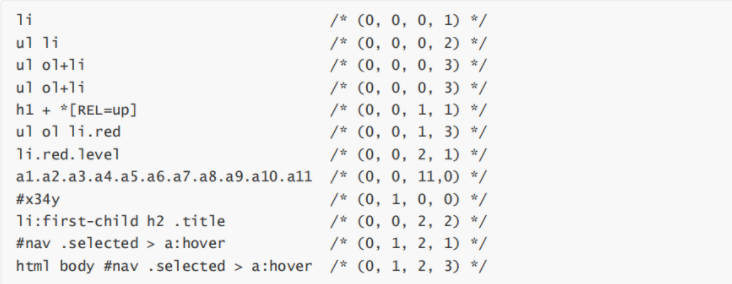 li /* (0, 0, 0, 1) */
ul li /* (0, 0, 0, 2) */
ul ol+li /* (0, 0, 0, 3) */
ul ol+li /* (0, 0, 0, 3) */
h1 + *[REL=up] /* (0, 0, 1, 1) */
ul ol li.red /* (0, 0, 1, 3) */
li.red.level /* (0, 0, 2, 1) */
a1.a2.a3.a4.a5.a6.a7.a8.a9.a10.a11 /* (0, 0, 11,0) */
#x34y /* (0, 1, 0, 0) */
li:first-child h2 .title /* (0, 0, 2, 2) */
#nav .selected > a:hover /* (0, 1, 2, 1) */
html body #nav .selected > a:hover /* (0, 1, 2, 3) */